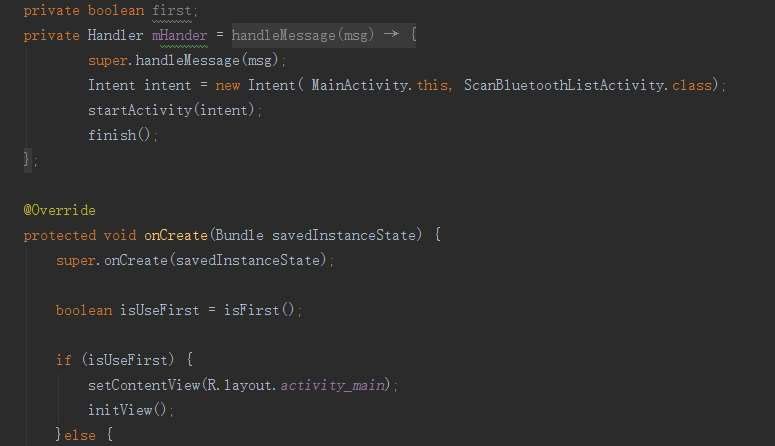 private boolean first;
private Handler mHander = handleMessage(msg) → {
super.handleMessage(msg);
Intent intent = new Intent( MainActivity.this, ScanBluetoothListActivity.class);
startActivity(intent);
finish();
};
@Override
protected void onCreate(Bundle savedInstanceState) {
super.onCreate(savedInstanceState);
boolean isUseFirst = isFirst();
if (isUseFirst) {
setContentView(R.layout.activity_main);
initView();
}else {